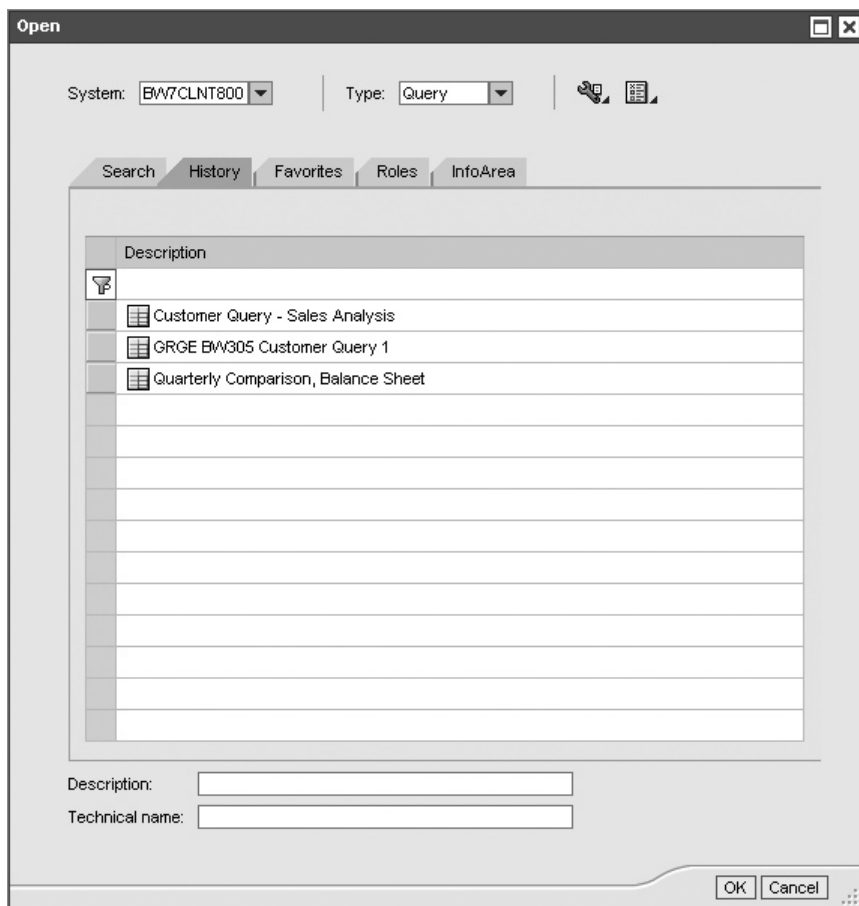 Open
System: BW7CLNT800 Type: Query
Search History Favorites Roles InfoArea
Description
Customer Query - Sales Analysis
GRGE BW305 Customer Query 1
Quarterly Comparison, Balance Sheet
Description:
Technical name:
OK Cancel